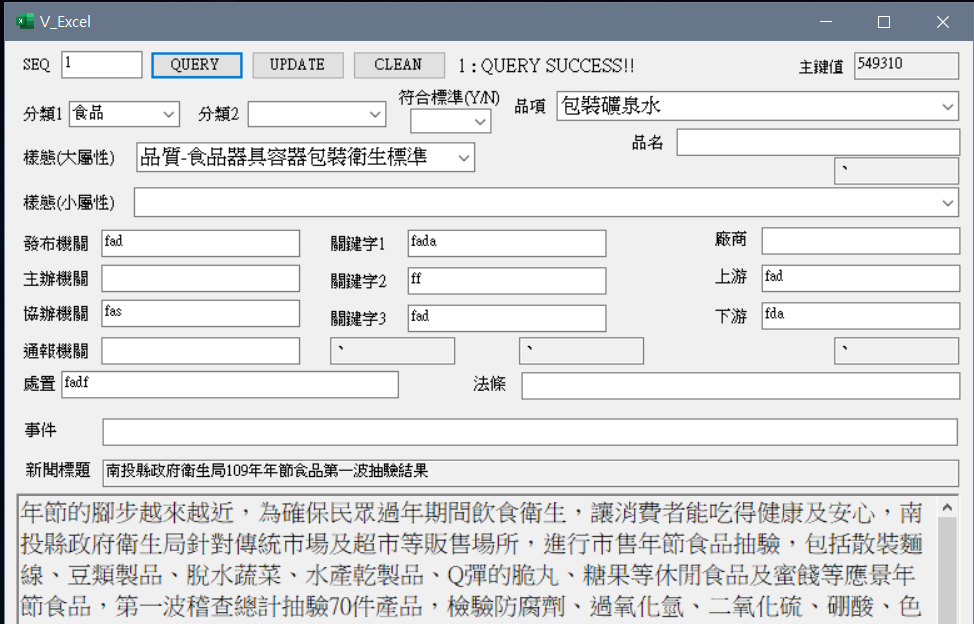 V_Excel
SEQ 1 QUERY UPDATE CLEAN 1 : QUERY SUCCESS!! 主鍵值 549310
分類1 食品 分類2 符合標準(Y/N) 品項 包裝礦泉水
樣態(大屬性) 品質-食品器具容器包裝衛生標準 品名
、
樣態(小屬性)
發布機關 fad 關鍵字1 fada 廠商
主辦機關 關鍵字2 ff 上游 fad
協辦機關 fas 關鍵字3 fad 下游 fda
通報機關 、 、 、
處置 fadf 法條
事件
新聞標題 南投縣政府衛生局109年年節食品第一波抽驗結果
年節的腳步越來越近，為確保民眾過年期間飲食衛生，讓消費者能吃得健康及安心，南
投縣政府衛生局針對傳統市場及超市等販售場所，進行市售年節食品抽驗，包括散裝麵
線、豆類製品、脫水蔬菜、水產乾製品、Q彈的脆丸、糖果等休閒食品及蜜餞等應景年
節食品，第一波稽查總計抽驗70件產品，檢驗防腐劑、過氧化氫、二氧化硫、硼酸、色